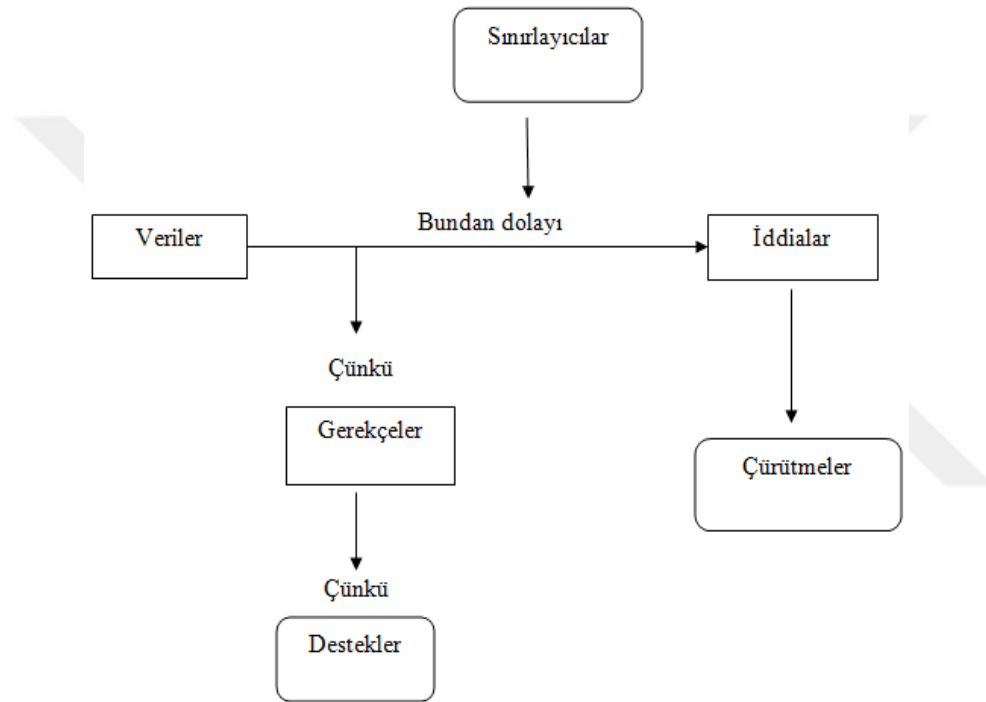 Sınırlayıcılar
Bundan dolayı
Veriler
İddialar
Çünkü
Gerekçeler
Çürütmeler
Çünkü
Destekler